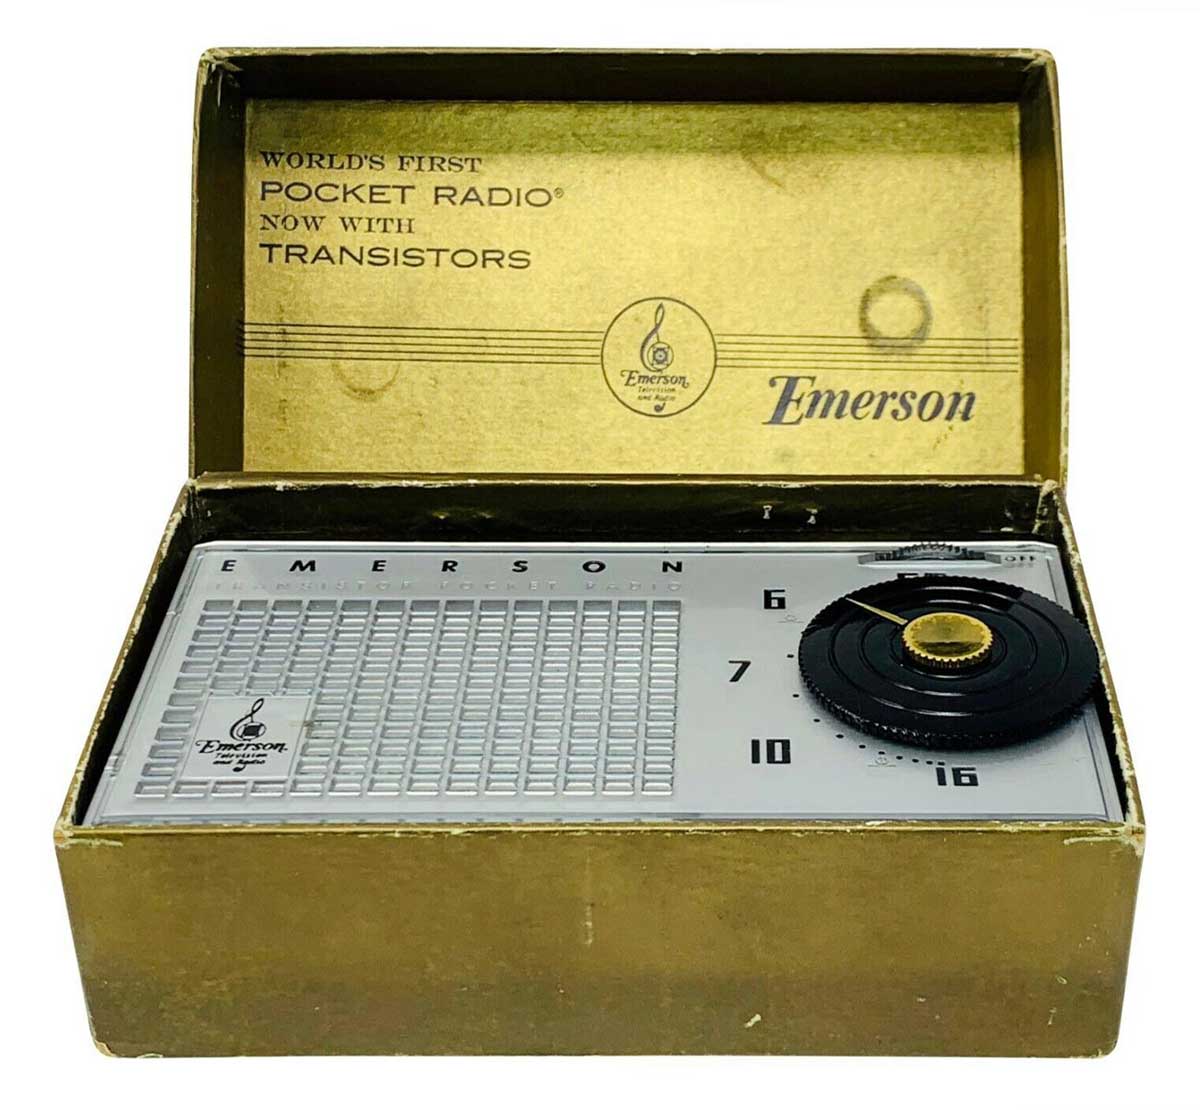 WORLD'S FIRST
POCKET RADIO®
NOW WITH
TRANSISTORS
Emerson
Television
and Radio
Emerson
EMERSON
TRANSISTOR POCKET RADIO
OFF
6
7
10
16
Emerson
Television
and Radio